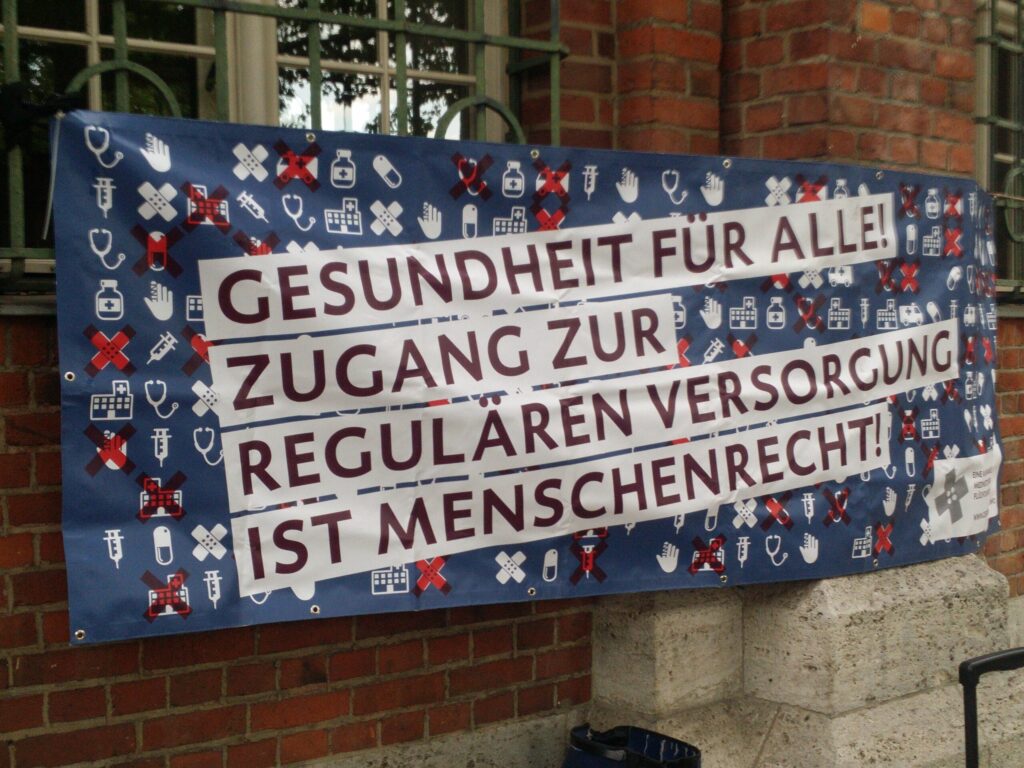 GESUNDHEIT FÜR ALLE!
ZUGANG ZUR
REGULÄREN VERSORGUNG
IST MENSCHENRECHT!